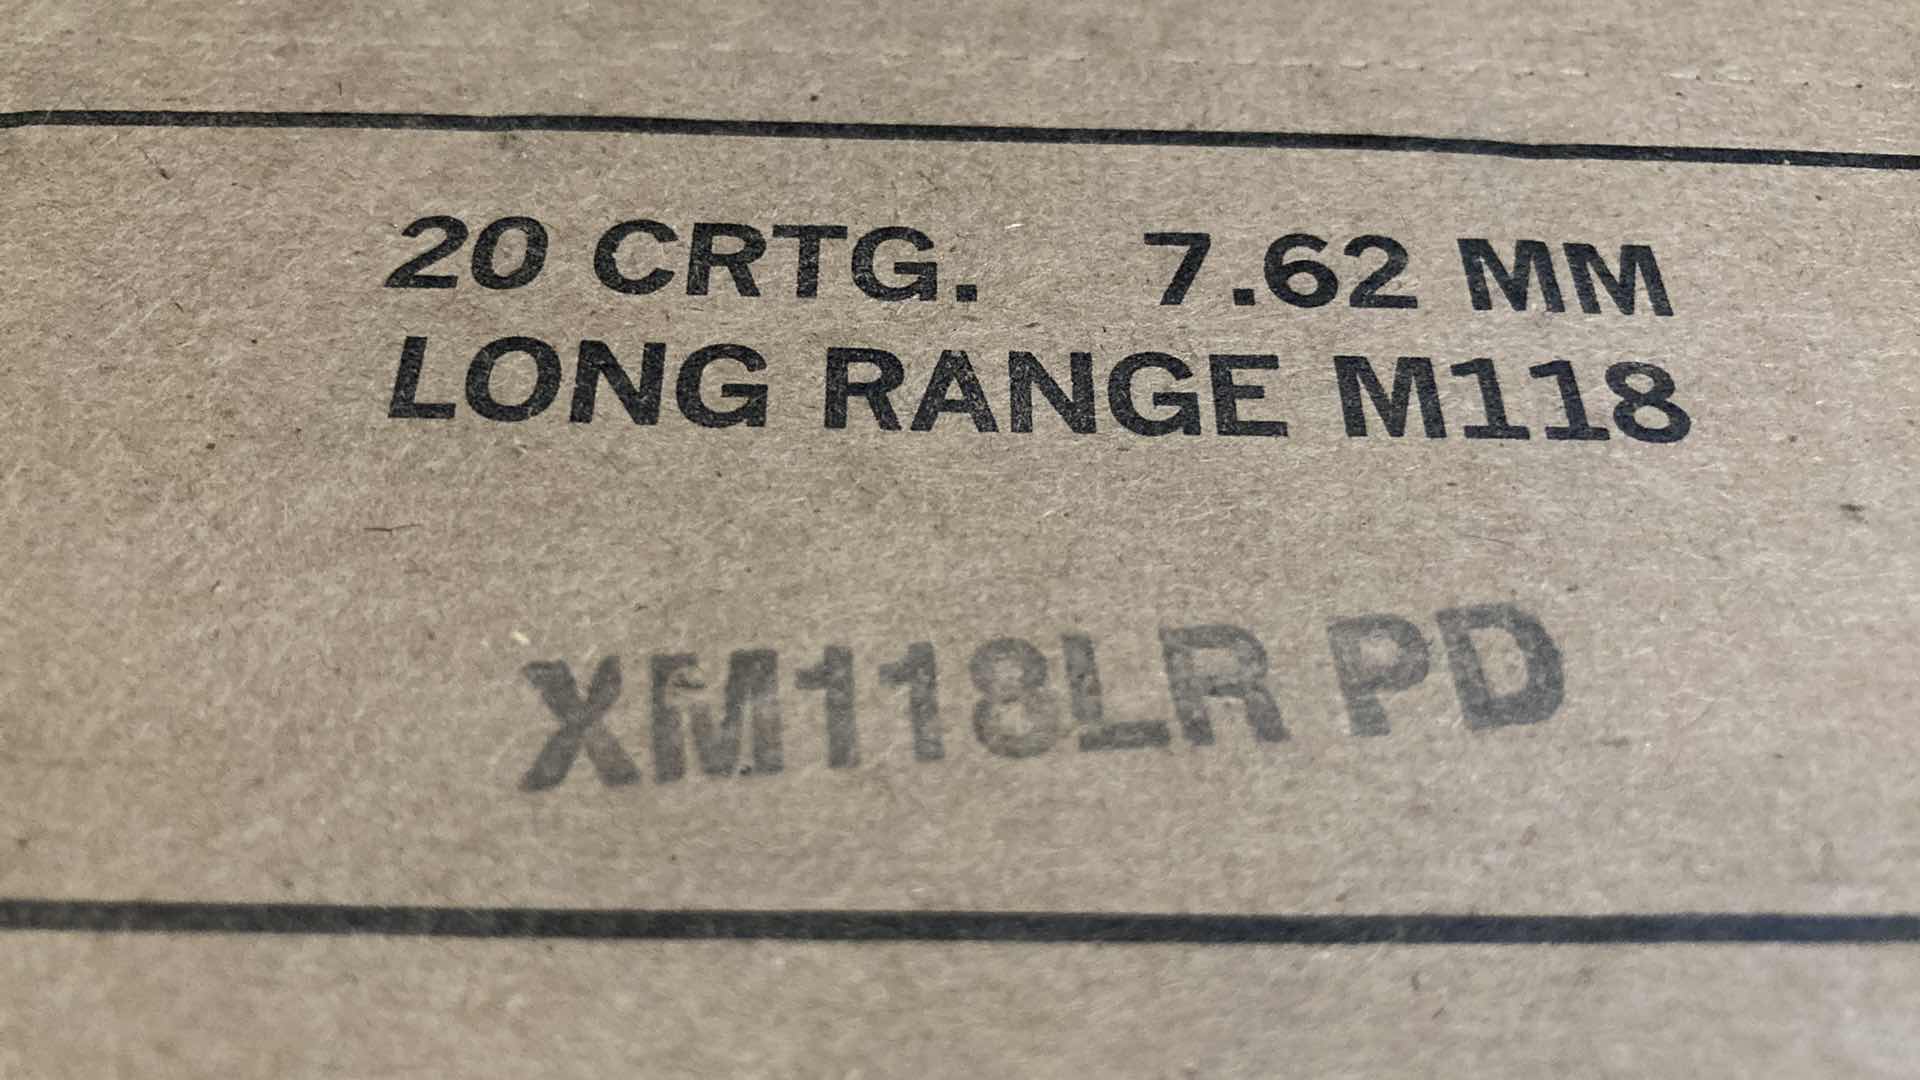 20 CRTG. 7.62 MM
LONG RANGE M118
XM118LR PD